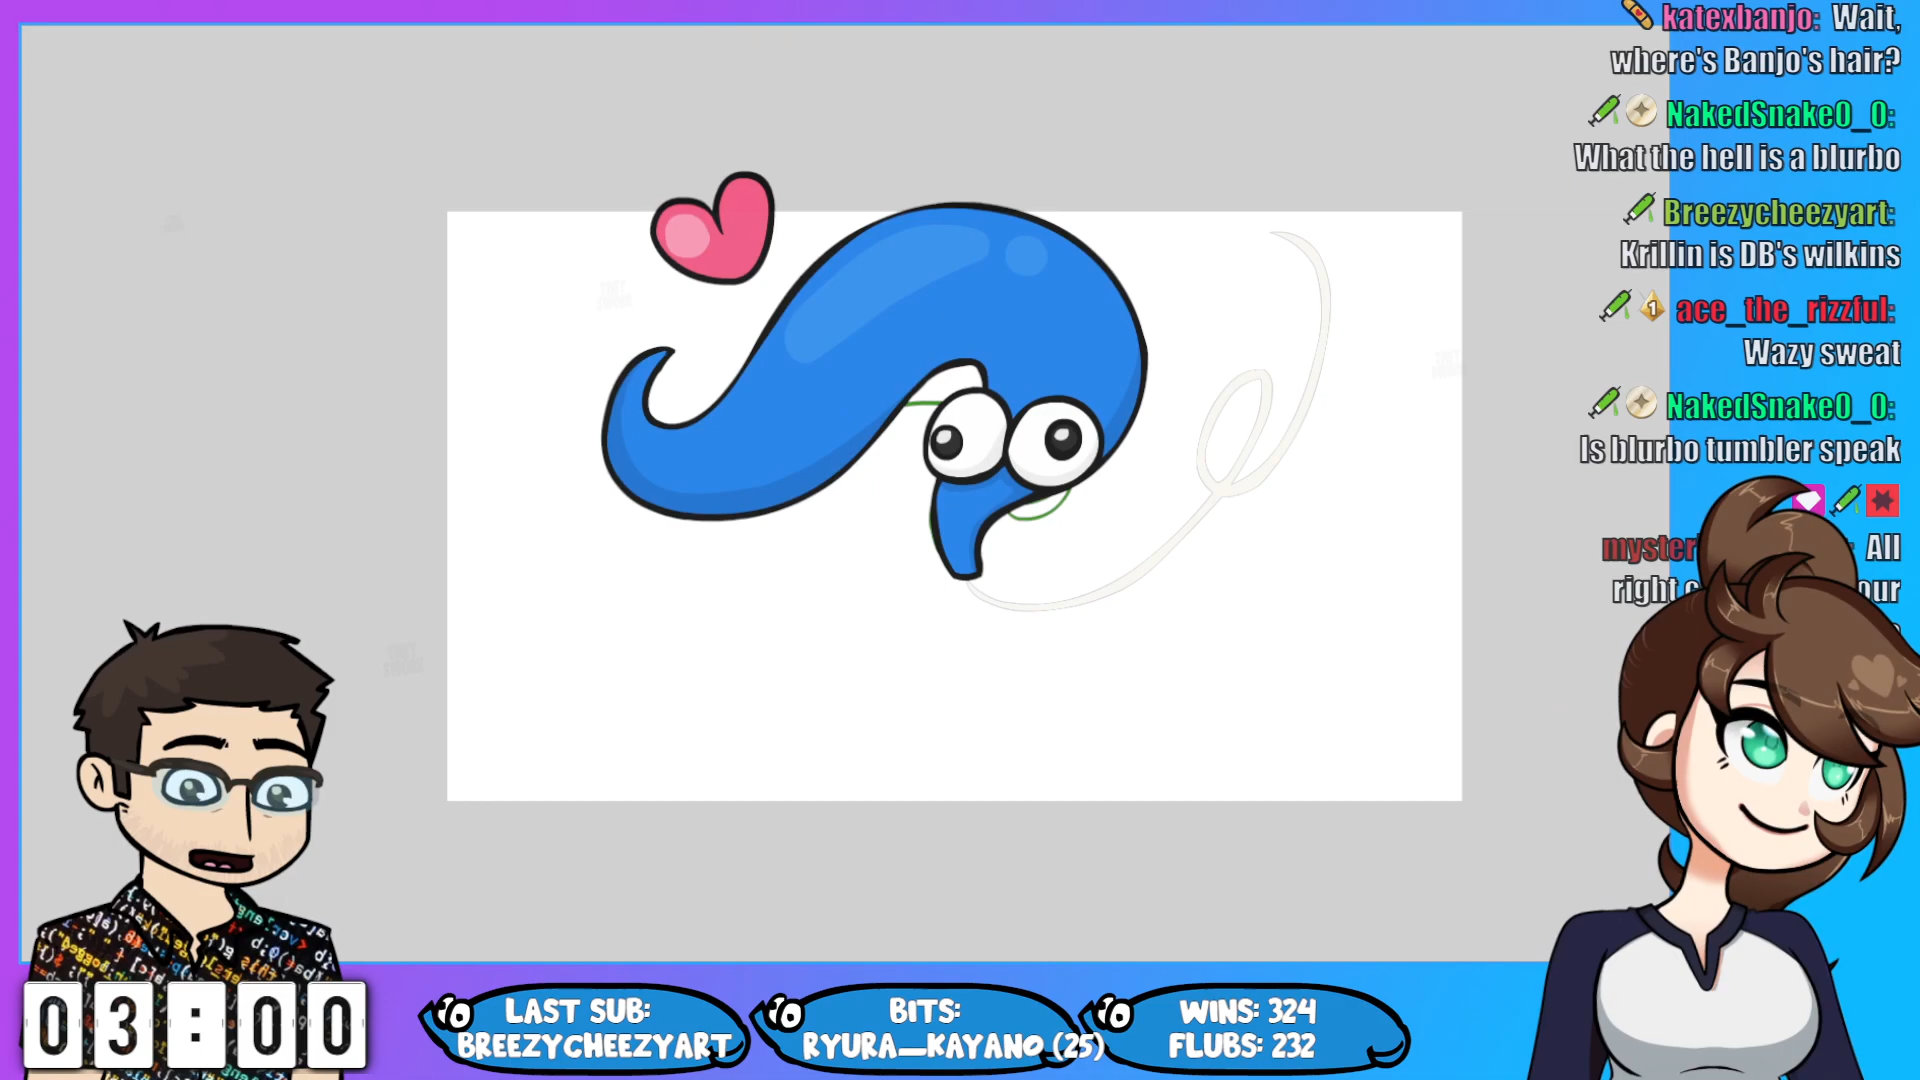 katexbanjo: Wait,
where's Banjo's hair?
NakedSnake0_0:
What the hell is a blurbo
Breezycheezyart:
Krillin is DB's wilkins
ace_the_rizzful:
Wazy sweat
NakedSnake0_0:
Is blurbo tumbler speak
All
right
03:00
LAST SUB:
BREEZYCHEEZYART
BITS:
RYURA_KAYANO (25)
WINS: 324
FLUBS: 232